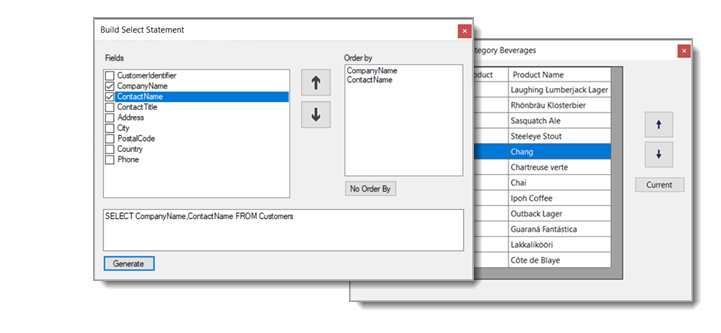 Build Select Statement
Fields
CustomerIdentifier
CompanyName
ContactName
ContactTitle
Address
City
PostalCode
Country
Phone
Order by
CompanyName
ContactName
No Order By
SELECT CompanyName,ContactName FROM Customers
Generate
tegory Beverages
oduct Product Name
Laughing Lumberjack Lager
Rhönbräu Klosterbier
Sasquatch Ale
Steeleye Stout
Chang
Chartreuse verte
Chai
Ipoh Coffee
Outback Lager
Guaraná Fantástica
Lakkalikööri
Côte de Blaye
Current